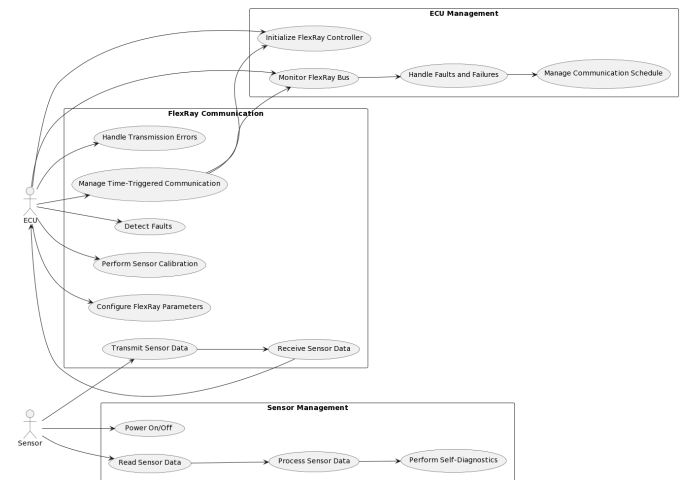 ECU Management
Initialize FlexRay Controller
Monitor FlexRay Bus
Handle Faults and Failures
Manage Communication Schedule
FlexRay Communication
Handle Transmission Errors
Manage Time-Triggered Communication
ECU
Detect Faults
Perform Sensor Calibration
Configure FlexRay Parameters
Transmit Sensor Data
Receive Sensor Data
Sensor Management
Sensor
Power On/Off
Read Sensor Data
Process Sensor Data
Perform Self-Diagnostics